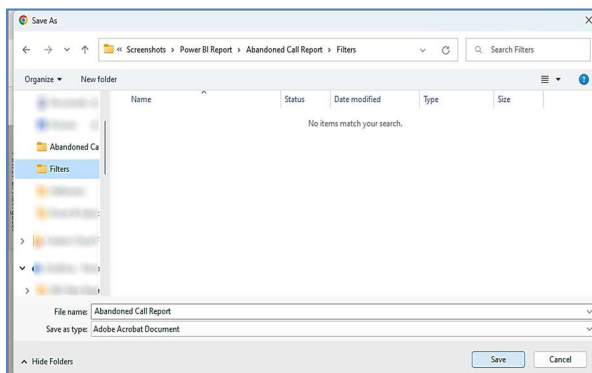 Save As
« Screenshots > Power BI Report > Abandoned Call Report > Filters
Search Filters
Organize
New folder
Name
Status
Date modified
Type
Size
No items match your search.
Abandoned Ca
Filters
File name: Abandoned Call Report
Save as type: Adobe Acrobat Document
Hide Folders
Save
Cancel